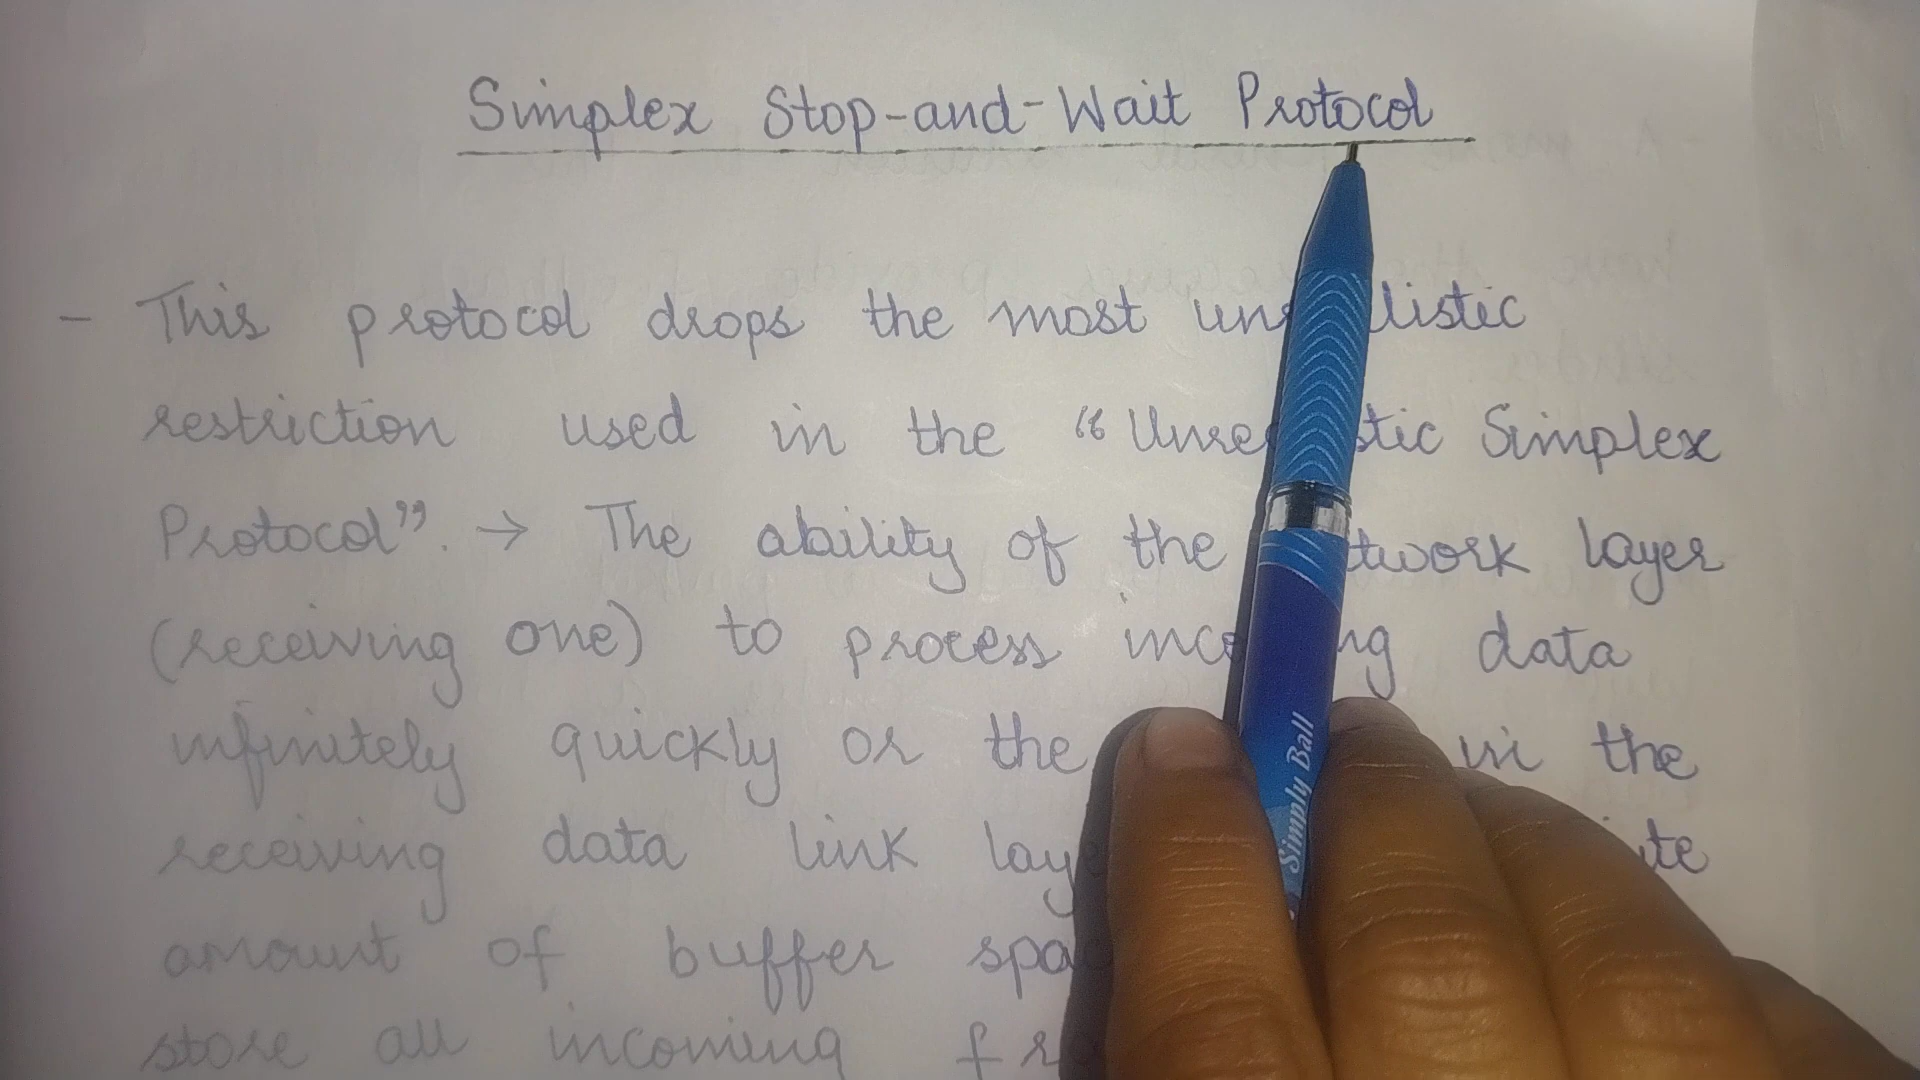 Simplex Stop-and-Wait Protocol
- This protocol drops the most unrealistic
restriction used in the "Unrealistic Simplex
Protocol". → The ability of the network layer
(receiving one) to process incoming data
infinitely quickly or the in the
receiving data link layer
amount of buffer space
store all incoming
Simply Ball